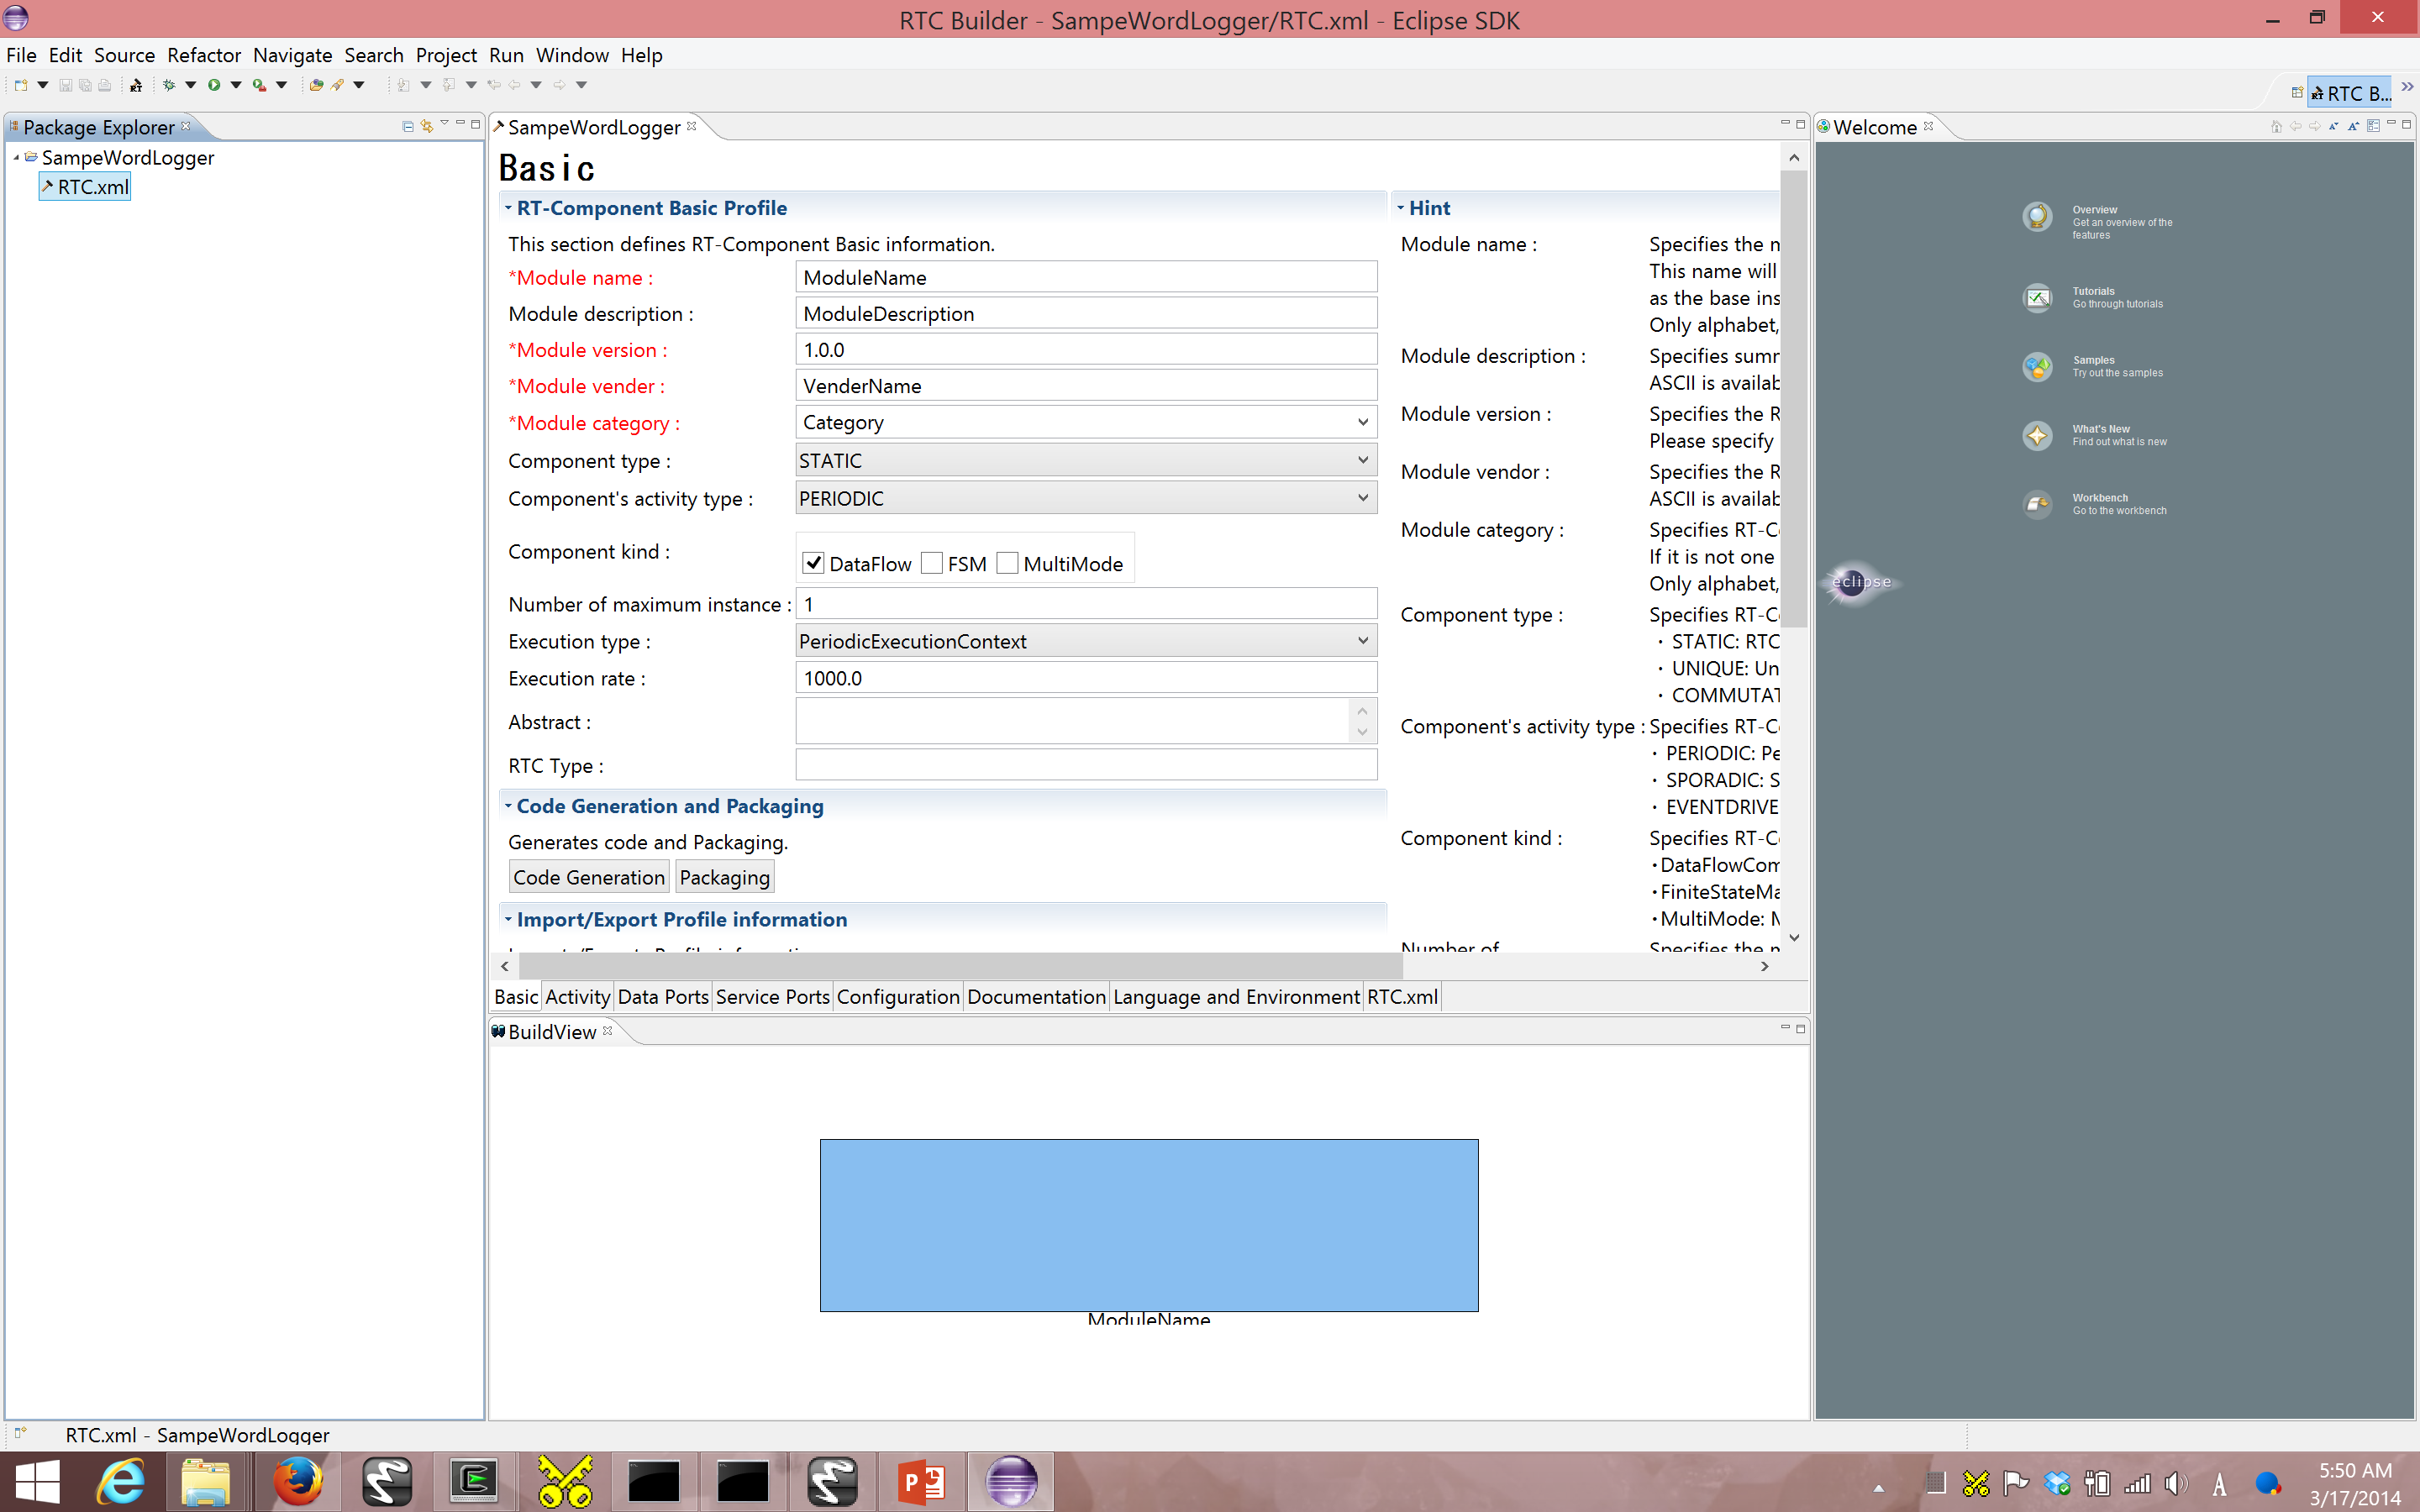 RTC Builder - SampeWordLogger/RTC.xml - Eclipse SDK
File Edit Source Refactor Navigate Search Project Run Window Help
RTC B...
Package Explorer
SampeWordLogger
RTC.xml
SampeWordLogger
Basic
RT-Component Basic Profile
This section defines RT-Component Basic information.
*Module name : ModuleName
Module description : ModuleDescription
*Module version : 1.0.0
*Module vender : VenderName
*Module category : Category
Component type : STATIC
Component's activity type : PERIODIC
Component kind : DataFlow FSM MultiMode
Number of maximum instance : 1
Execution type : PeriodicExecutionContext
Execution rate : 1000.0
Abstract :
RTC Type :
Code Generation and Packaging
Generates code and Packaging.
Code Generation Packaging
Import/Export Profile information
Hint
Module name : Specifies the
This name will
as the base ins
Only alphabet,
Module description : Specifies sum
ASCII is availab
Module version : Specifies the R
Please specify
Module vendor : Specifies the R
ASCII is availab
Module category : Specifies RT-C
If it is not one
Only alphabet,
Component type : Specifies RT-C
・ STATIC: RTC
・ UNIQUE: Un
・ COMMUTAT
Component's activity type : Specifies RT-C
・ PERIODIC: Pe
・ SPORADIC: S
・ EVENTDRIVE
Component kind : Specifies RT-C
・DataFlowCom
・FiniteStateMa
・MultiMode: M
Number of Specifies the
Basic Activity Data Ports Service Ports Configuration Documentation Language and Environment RTC.xml
BuildView
ModuleName
Welcome
Overview
Get an overview of the
features
Tutorials
Go through tutorials
Samples
Try out the samples
What's New
Find out what is new
Workbench
Go to the workbench
eclipse
RTC.xml - SampeWordLogger
A
5:50 AM
3/17/2014